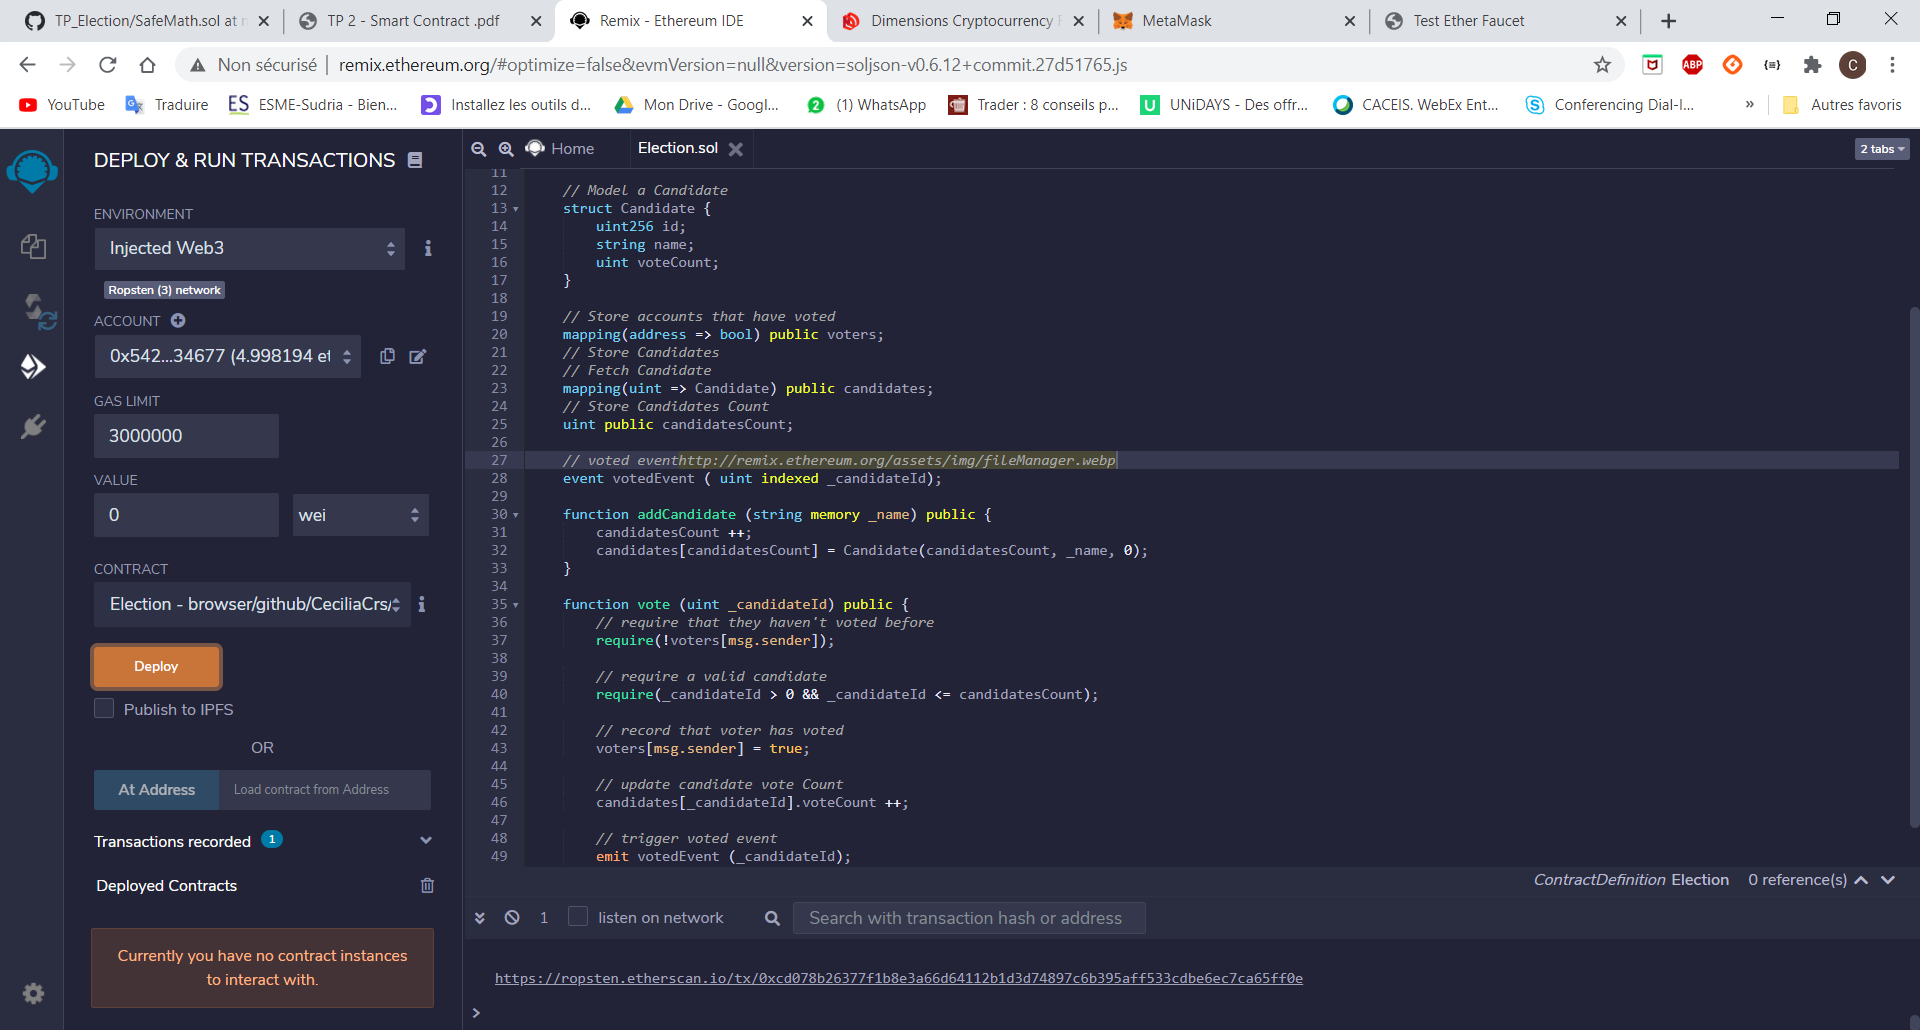 TP_Election/SafeMath.sol at
TP 2 - Smart Contract .pdf
Remix - Ethereum IDE
Dimensions Cryptocurrency
MetaMask
Test Ether Faucet
Non sécurisé | remix.ethereum.org/#optimize=false&evmVersion=null&version=soljson-v0.6.12+commit.27d51765.js
ABP
C
YouTube
Traduire
ES ESME-Sudria - Bien...
Installez les outils d...
Mon Drive - Googl...
2 (1) WhatsApp
Trader : 8 conseils p...
U UNiDAYS - Des offr...
CACEIS. WebEx Ent...
Conferencing Dial-I...
»
Autres favoris
DEPLOY & RUN TRANSACTIONS
ENVIRONMENT
Injected Web3
Ropsten (3) network
ACCOUNT
0x542...34677 (4.998194 et
GAS LIMIT
3000000
VALUE
0 wei
CONTRACT
Election - browser/github/CeciliaCrs/
Deploy
Publish to IPFS
OR
At Address Load contract from Address
Transactions recorded 1
Deployed Contracts
Currently you have no contract instances
to interact with.
Home Election.sol 2 tabs
11
12 // Model a Candidate
13 struct Candidate {
14 uint256 id;
15 string name;
16 uint voteCount;
17 }
18
19 // Store accounts that have voted
20 mapping(address => bool) public voters;
21 // Store Candidates
22 // Fetch Candidate
23 mapping(uint => Candidate) public candidates;
24 // Store Candidates Count
25 uint public candidatesCount;
26
27 // voted eventhttp://remix.ethereum.org/assets/img/fileManager.webp
28 event votedEvent ( uint indexed _candidateId);
29
30 function addCandidate (string memory _name) public {
31 candidatesCount ++;
32 candidates[candidatesCount] = Candidate(candidatesCount, _name, 0);
33 }
34
35 function vote (uint _candidateId) public {
36 // require that they haven't voted before
37 require(!voters[msg.sender]);
38
39 // require a valid candidate
40 require(_candidateId > 0 && _candidateId <= candidatesCount);
41
42 // record that voter has voted
43 voters[msg.sender] = true;
44
45 // update candidate vote Count
46 candidates[_candidateId].voteCount ++;
47
48 // trigger voted event
49 emit votedEvent (_candidateId);
ContractDefinition Election 0 reference(s)
1 listen on network Search with transaction hash or address
https://ropsten.etherscan.io/tx/0xcd078b26377f1b8e3a66d64112b1d3d74897c6b395aff533cdbe6ec7ca65ff0e
>